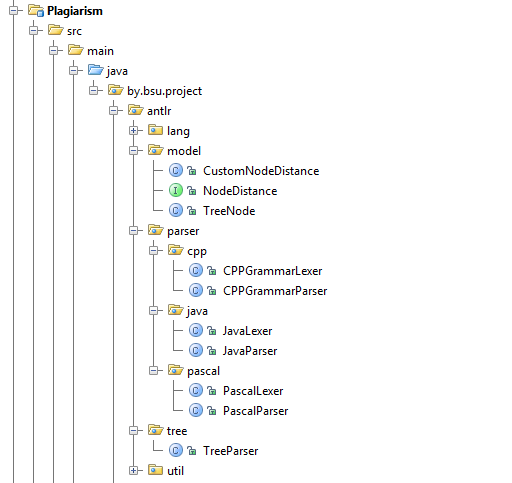 Plagiarism
src
main
java
by.bsu.project
antlr
lang
model
C CustomNodeDistance
I NodeDistance
C TreeNode
parser
cpp
C CPPGrammarLexer
C CPPGrammarParser
java
C JavaLexer
C JavaParser
pascal
C PascalLexer
C PascalParser
tree
C TreeParser
util